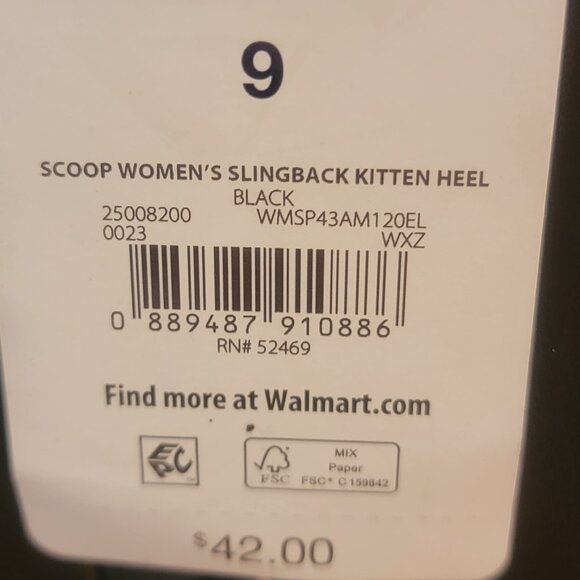 9
SCOOP WOMEN'S SLINGBACK KITTEN HEEL
BLACK
25008200 WMSP43AM120EL
0023 WXZ
0 889487 910886
RN# 52469
Find more at Walmart.com
EPC
MIX
Paper
FSC FSC® C159842
$42.00